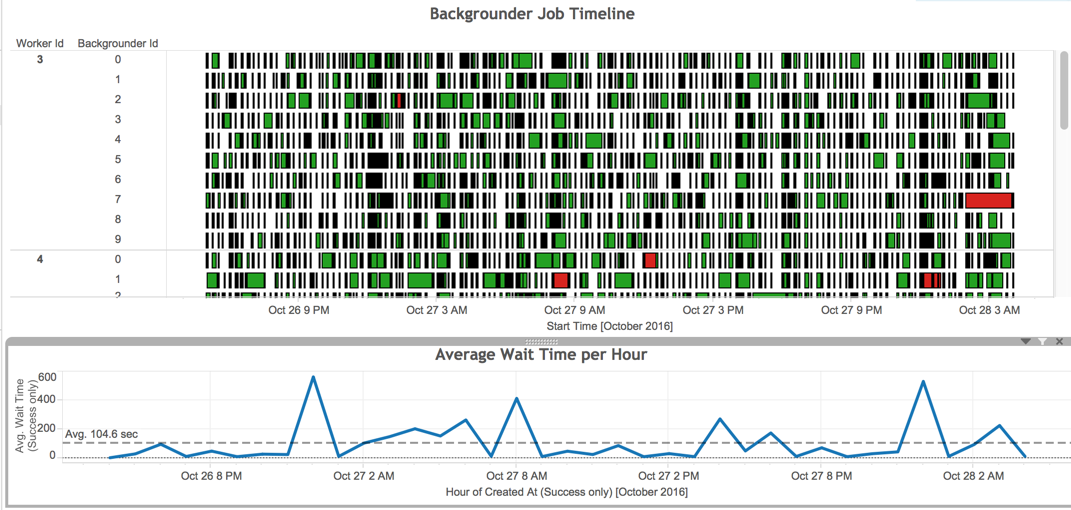 Backgrounder Job Timeline
Worker Id Backgrounder Id
3 0
1
2
3
4
5
6
7
8
9
4 0
1
2
Oct 26 9 PM Oct 27 3 AM Oct 27 9 AM Oct 27 3 PM Oct 27 9 PM Oct 28 3 AM
Start Time [October 2016]
Average Wait Time per Hour
Avg. Wait Time
(Success only)
600
400
200
0
Avg. 104.6 sec
Oct 26 8 PM Oct 27 2 AM Oct 27 8 AM Oct 27 2 PM Oct 27 8 PM Oct 28 2 AM
Hour of Created At (Success only) [October 2016]